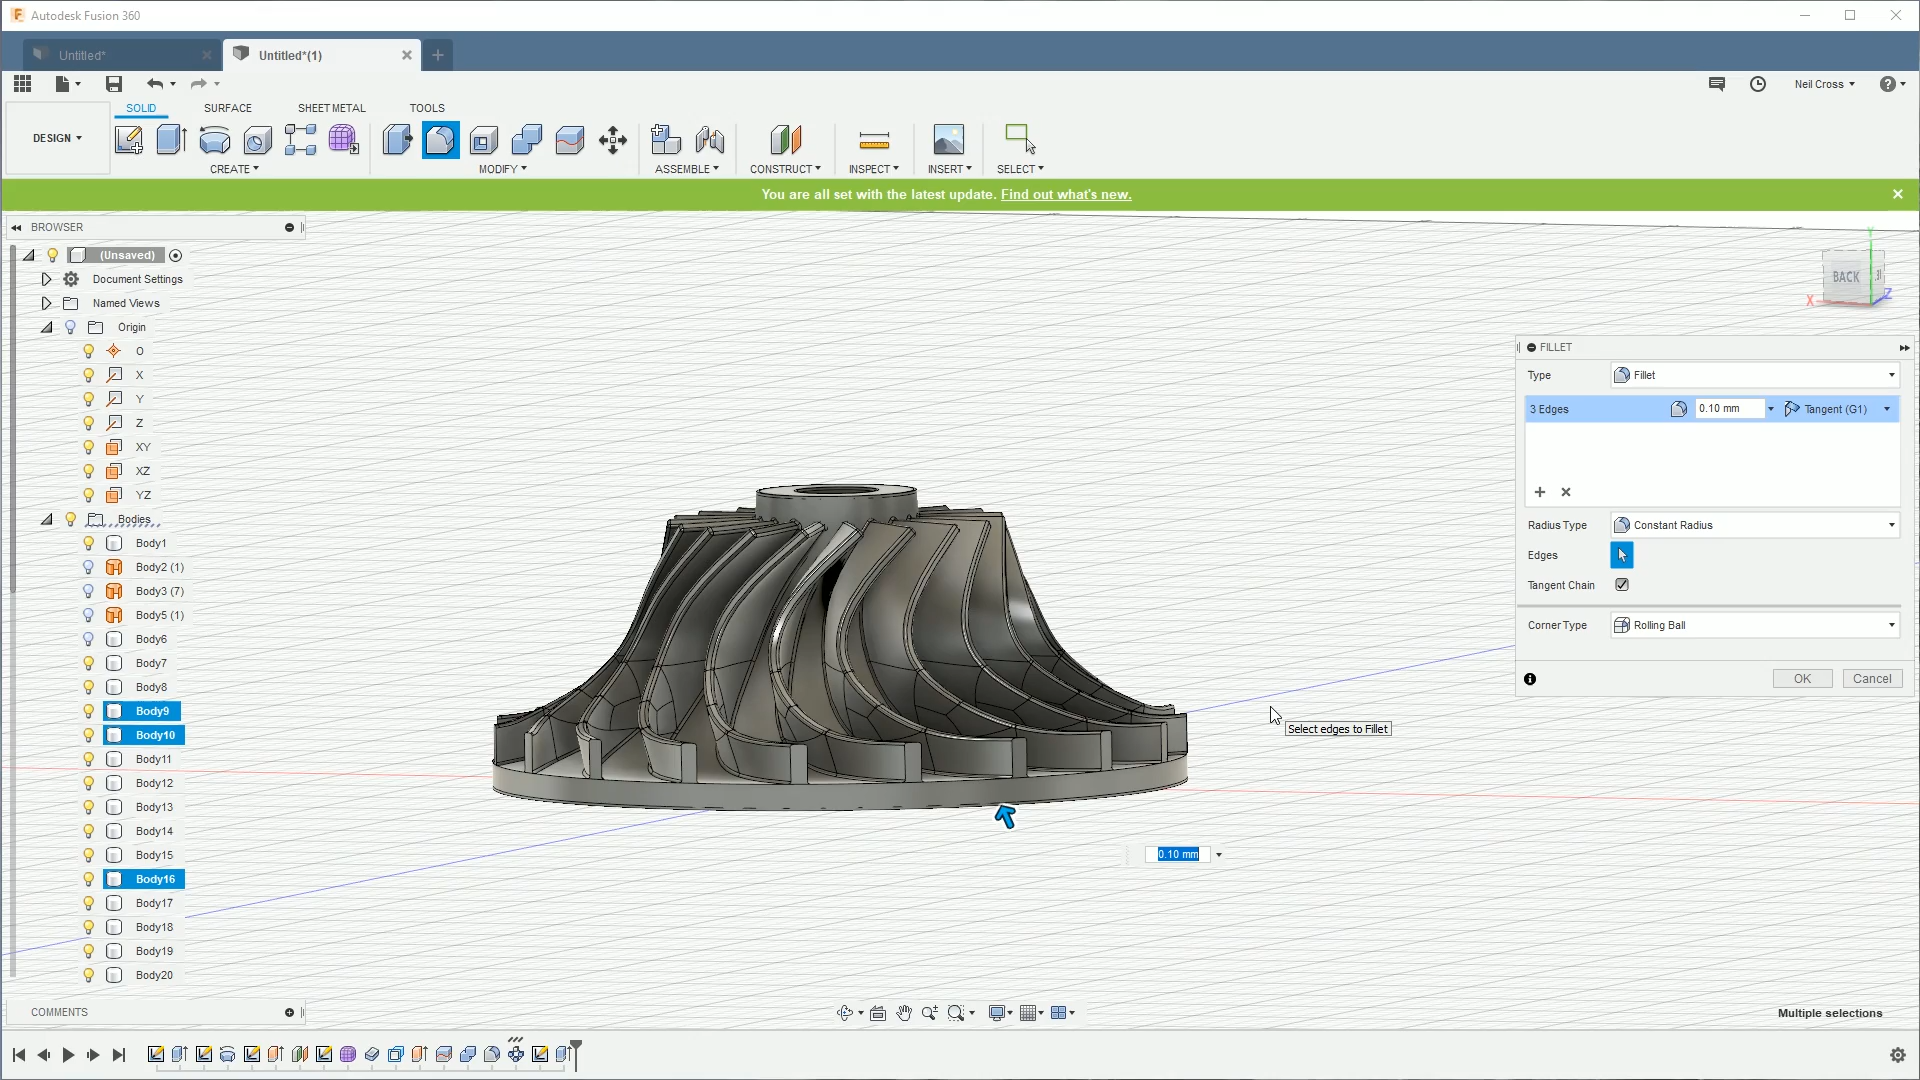 Autodesk Fusion 360
Untitled*
Untitled*(1)
Neil Cross
SOLID SURFACE SHEET METAL TOOLS
DESIGN
CREATE MODIFY ASSEMBLE CONSTRUCT INSPECT INSERT SELECT
You are all set with the latest update. Find out what's new.
BROWSER
(Unsaved)
Document Settings
Named Views
Origin
O
X
Y
Z
XY
XZ
YZ
Bodies
Body1
Body2 (1)
Body3 (7)
Body5 (1)
Body6
Body7
Body8
Body9
Body10
Body11
Body12
Body13
Body14
Body15
Body16
Body17
Body18
Body19
Body20
COMMENTS
Y
BACK
X
Z
FILLET
Type Fillet
3 Edges 0.10 mm Tangent (G1)
Radius Type Constant Radius
Edges
Tangent Chain
Corner Type Rolling Ball
OK Cancel
Select edges to Fillet
0.10 mm
Multiple selections